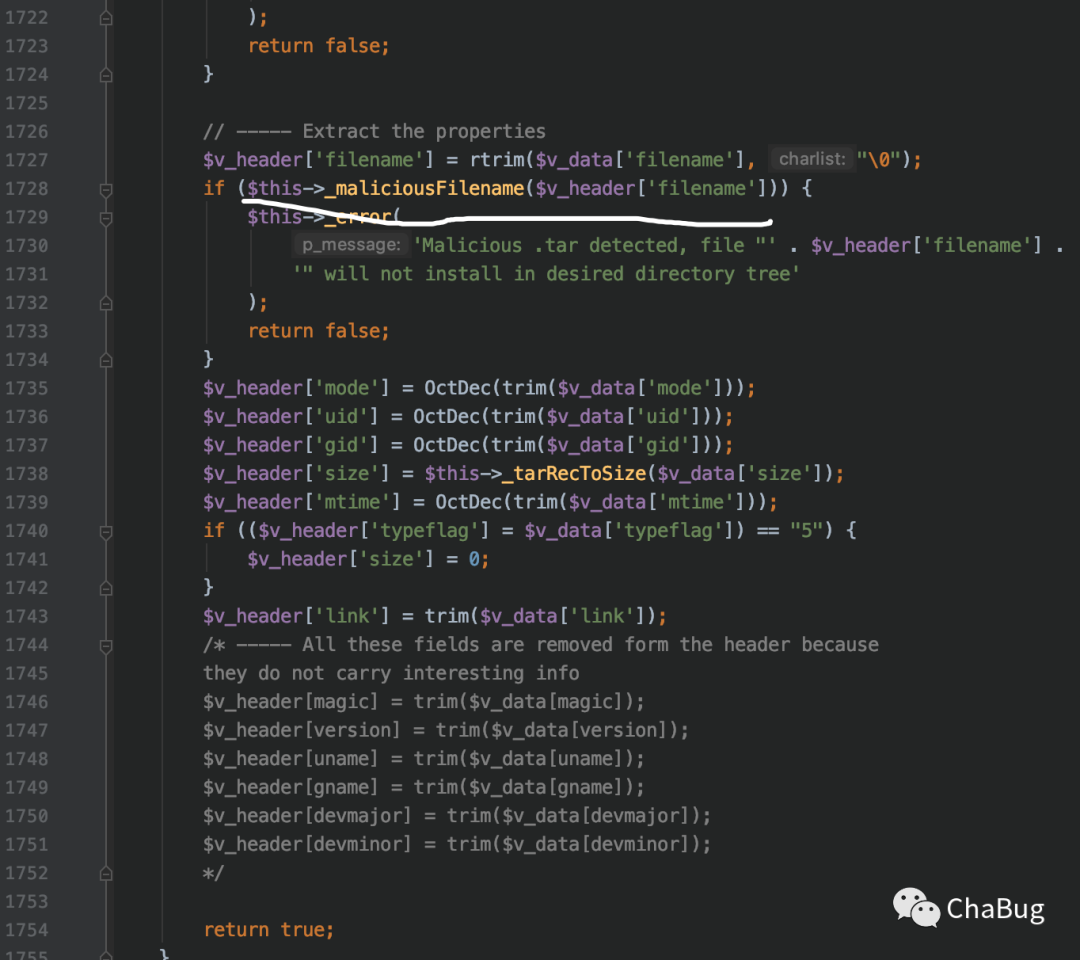 1722 );
1723 return false;
1724 }
1725
1726 // ----- Extract the properties
1727 $v_header['filename'] = rtrim($v_data['filename'], charlist: "\0");
1728 if ($this->_maliciousFilename($v_header['filename'])) {
1729 $this->_error(
1730 p_message: 'Malicious .tar detected, file "' . $v_header['filename'] .
1731 '" will not install in desired directory tree'
1732 );
1733 return false;
1734 }
1735 $v_header['mode'] = OctDec(trim($v_data['mode']));
1736 $v_header['uid'] = OctDec(trim($v_data['uid']));
1737 $v_header['gid'] = OctDec(trim($v_data['gid']));
1738 $v_header['size'] = $this->_tarRecToSize($v_data['size']);
1739 $v_header['mtime'] = OctDec(trim($v_data['mtime']));
1740 if (($v_header['typeflag'] = $v_data['typeflag']) == "5") {
1741 $v_header['size'] = 0;
1742 }
1743 $v_header['link'] = trim($v_data['link']);
1744 /* ----- All these fields are removed form the header because
1745 they do not carry interesting info
1746 $v_header[magic] = trim($v_data[magic]);
1747 $v_header[version] = trim($v_data[version]);
1748 $v_header[uname] = trim($v_data[uname]);
1749 $v_header[gname] = trim($v_data[gname]);
1750 $v_header[devmajor] = trim($v_data[devmajor]);
1751 $v_header[devminor] = trim($v_data[devminor]);
1752 */
1753
1754 return true;
1755 }
ChaBug